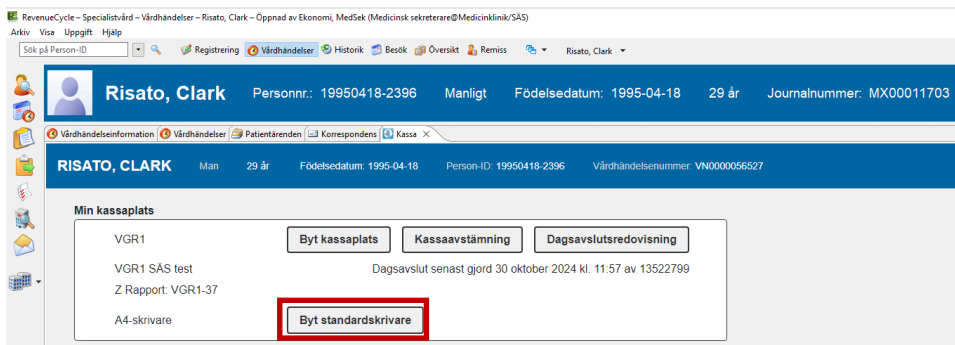 RevenueCycle – Specialistvård – Vårdhändelser – Risato, Clark – Öppnad av Ekonomi, MedSek (Medicinsk sekreterare@Medicinklinik/SÄS)
Arkiv Visa Uppgift Hjälp
Sök på Person-ID Registrering Vårdhändelser Historik Besök Översikt Remiss Risato, Clark
Risato, Clark Personnr.: 19950418-2396 Manligt Födelsedatum: 1995-04-18 29 år Journalnummer: MX00011703
Vårdhändelseinformation Vårdhändelser Patientärenden Korrespondens Kassa
RISATO, CLARK Man 29 år Födelsedatum: 1995-04-18 Person-ID: 19950418-2396 Vårdhändelsenummer: VN0000056527
Min kassaplats
VGR1 Byt kassaplats Kassaavstämning Dagsavslutsredovisning
VGR1 SÄS test Dagsavslut senast gjord 30 oktober 2024 kl. 11:57 av 13522799
Z Rapport: VGR1-37
A4-skrivare Byt standardskrivare